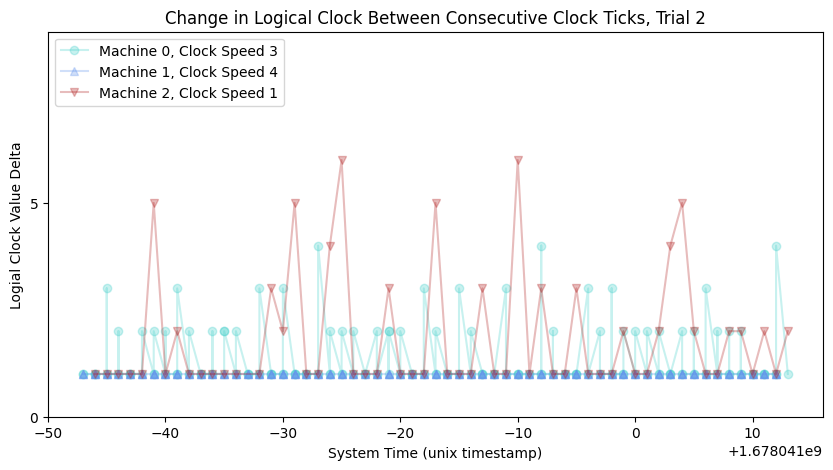 Change in Logical Clock Between Consecutive Clock Ticks, Trial 2
Machine 0, Clock Speed 3
Machine 1, Clock Speed 4
Machine 2, Clock Speed 1
Logial Clock Value Delta
5
0
−50 −40 −30 −20 −10 0 10
+1.678041e9
System Time (unix timestamp)